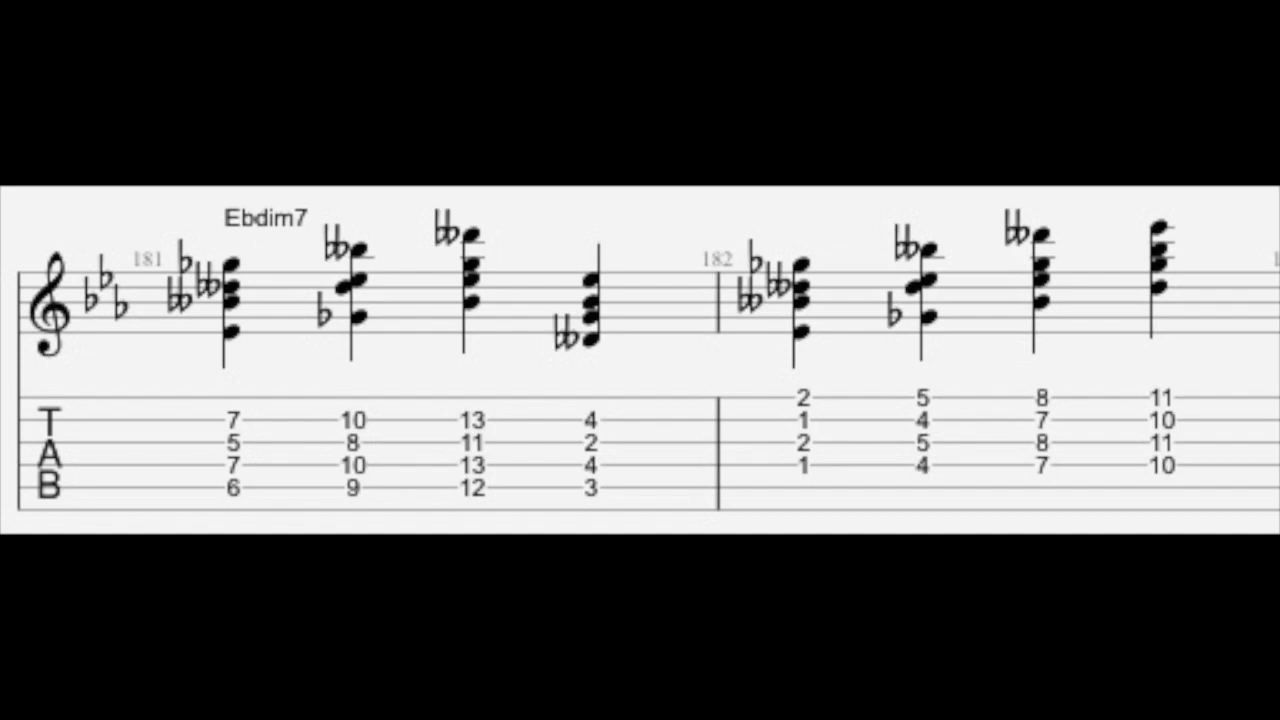 Ebdim7
181 182
2 5 8 11
T 7 10 13 4 1 4 7 10
A 5 8 11 2 2 5 8 11
7 10 13 4 1 4 7 10
B 6 9 12 3